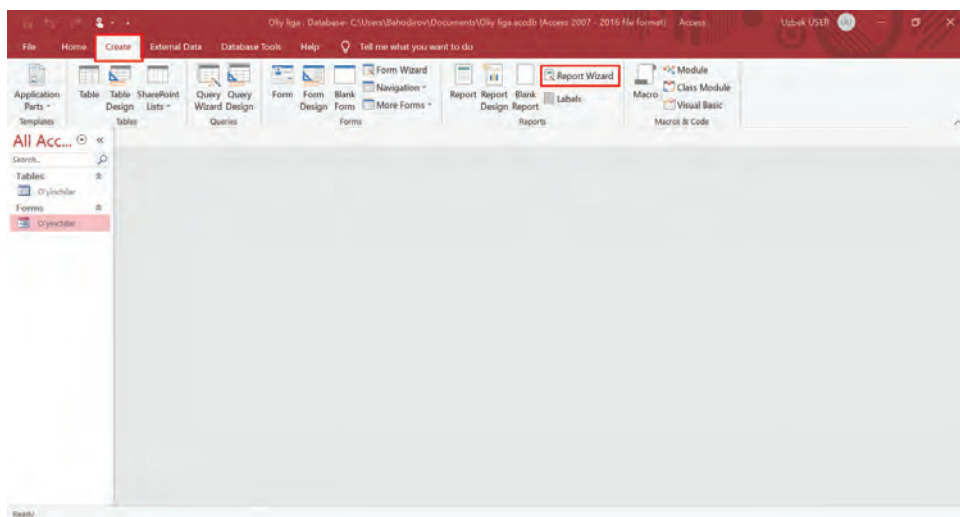 Oliy liga : Database- C:\Users\Bahodirov\Documents\Oliy liga.accdb (Access 2007 - 2016 file format) Access Uzbek USER
File Home Create External Data Database Tools Help Tell me what you want to do
Application Parts
Table
Table Design
SharePoint Lists
Query Wizard
Query Design
Form
Form Design
Blank Form
Form Wizard
Navigation
More Forms
Report
Report Design
Blank Report
Report Wizard
Labels
Macro
Module
Class Module
Visual Basic
Templates Tables Queries Forms Reports Macros & Code
All Acc...
Search...
Tables
O'yinchilar
Forms
O'yinchilar
Ready